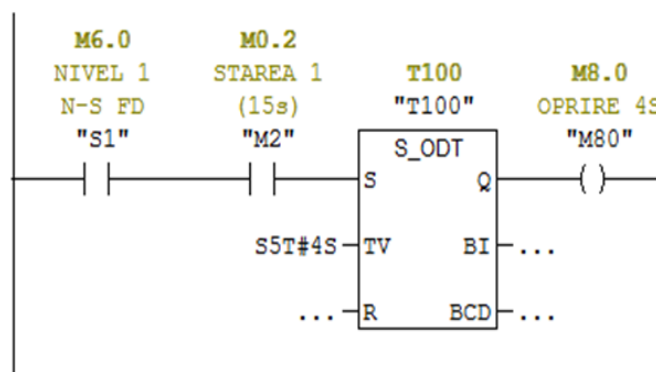 M6.0 M0.2
NIVEL 1 STAREA 1 T100 M8.0
N-S FD (15s) "T100" OPRIRE 4S
"S1" "M2" S_ODT "M80"
S Q
S5T#4S TV BI ...
... R BCD ...